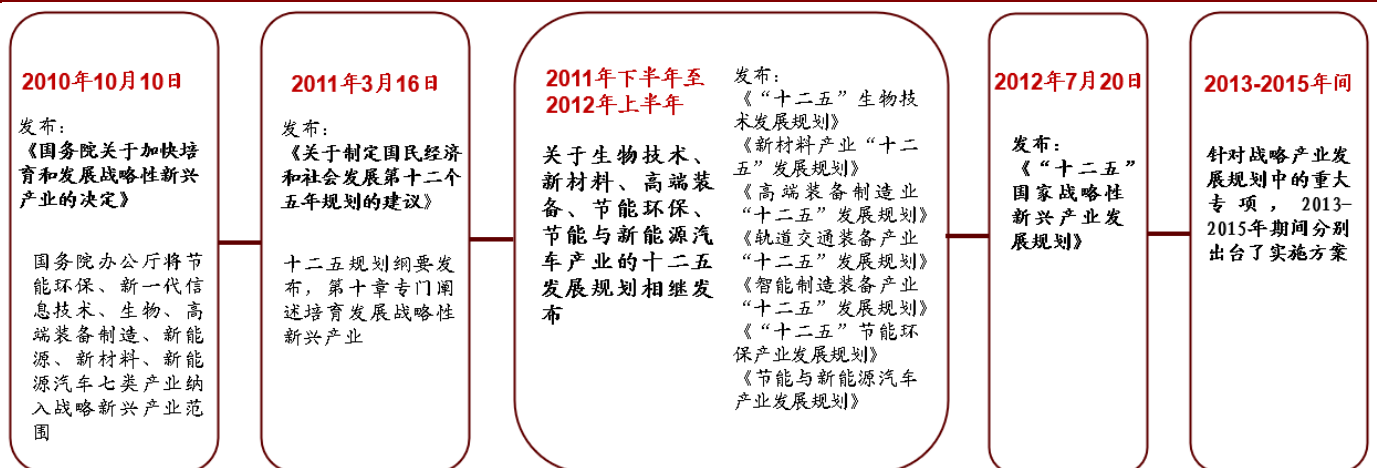 2010年10月10日
发布：
《国务院关于加快培
育和发展战略性新兴
产业的决定》
国务院办公厅将节
能环保、新一代信
息技术、生物、高
端装备制造、新能
源、新材料、新能
源汽车七类产业纳
入战略新兴产业范
围
2011年3月16日
发布：
《关于制定国民经济
和社会发展第十二个
五年规划的建议》
十二五规划纲要发
布，第十章专门阐
述培育发展战略性
新兴产业
2011年下半年至
2012年上半年
关于生物技术、
新材料、高端装
备、节能环保、
节能与新能源汽
车产业的十二五
发展规划相继发
布
发布：
《“十二五”生物技
术发展规划》
《新材料产业“十二
五”发展规划》
《高端装备制造业
“十二五”发展规划》
《轨道交通装备产业
“十二五”发展规划》
《智能制造装备产业
“十二五”发展规划》
《“十二五”节能环
保产业发展规划》
《节能与新能源汽车
产业发展规划》
2012年7月20日
发布：
《“十二五”
国家战略性
新兴产业发
展规划》
2013-2015年间
针对战略产业发
展规划中的重大
专项，2013-
2015年期间分别
出台了实施方案